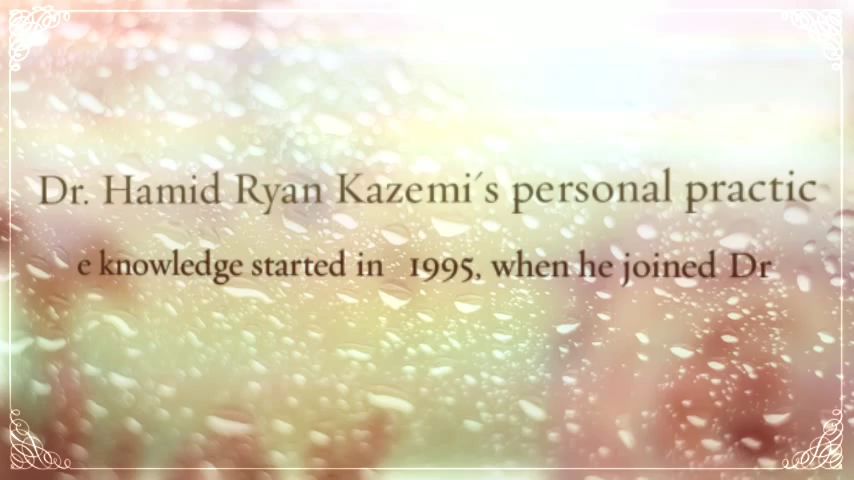 Dr. Hamid Ryan Kazemi´s personal practic
e knowledge started in 1995, when he joined Dr